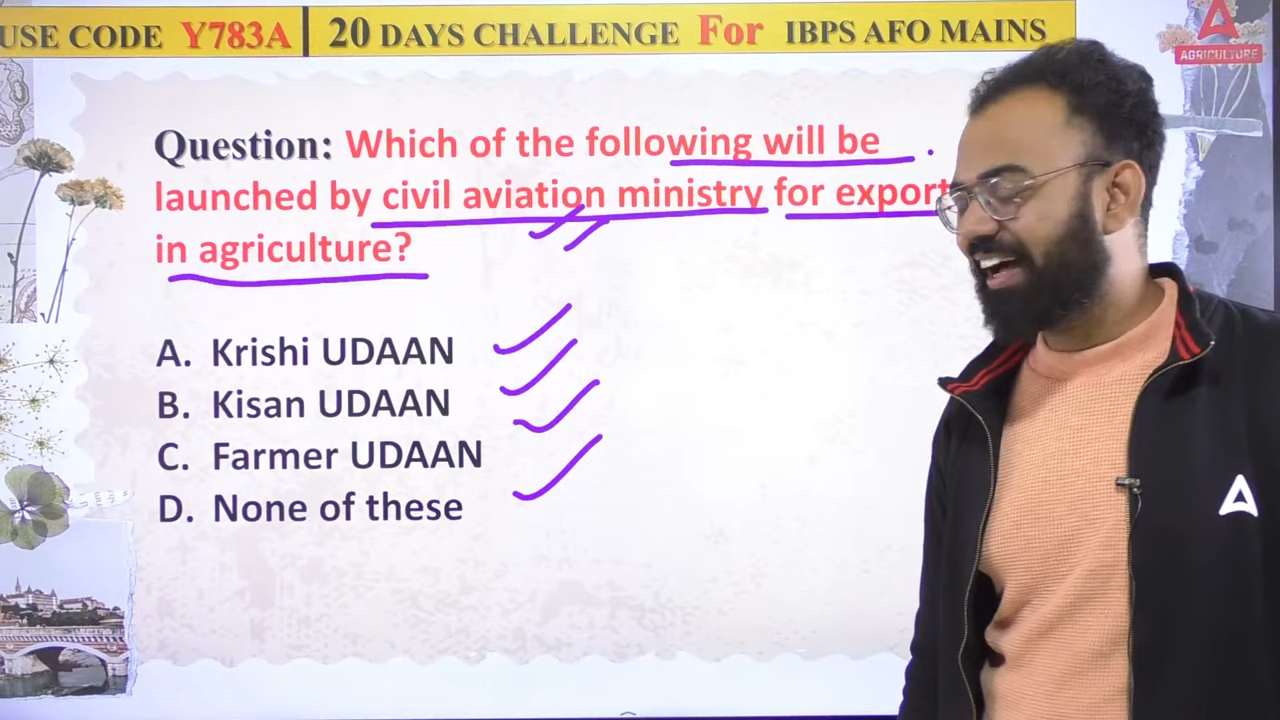 USE CODE Y783A 20 DAYS CHALLENGE For IBPS AFO MAINS
AGRICULTURE
Question: Which of the following will be
launched by civil aviation ministry for export
in agriculture?
A. Krishi UDAAN
B. Kisan UDAAN
C. Farmer UDAAN
D. None of these